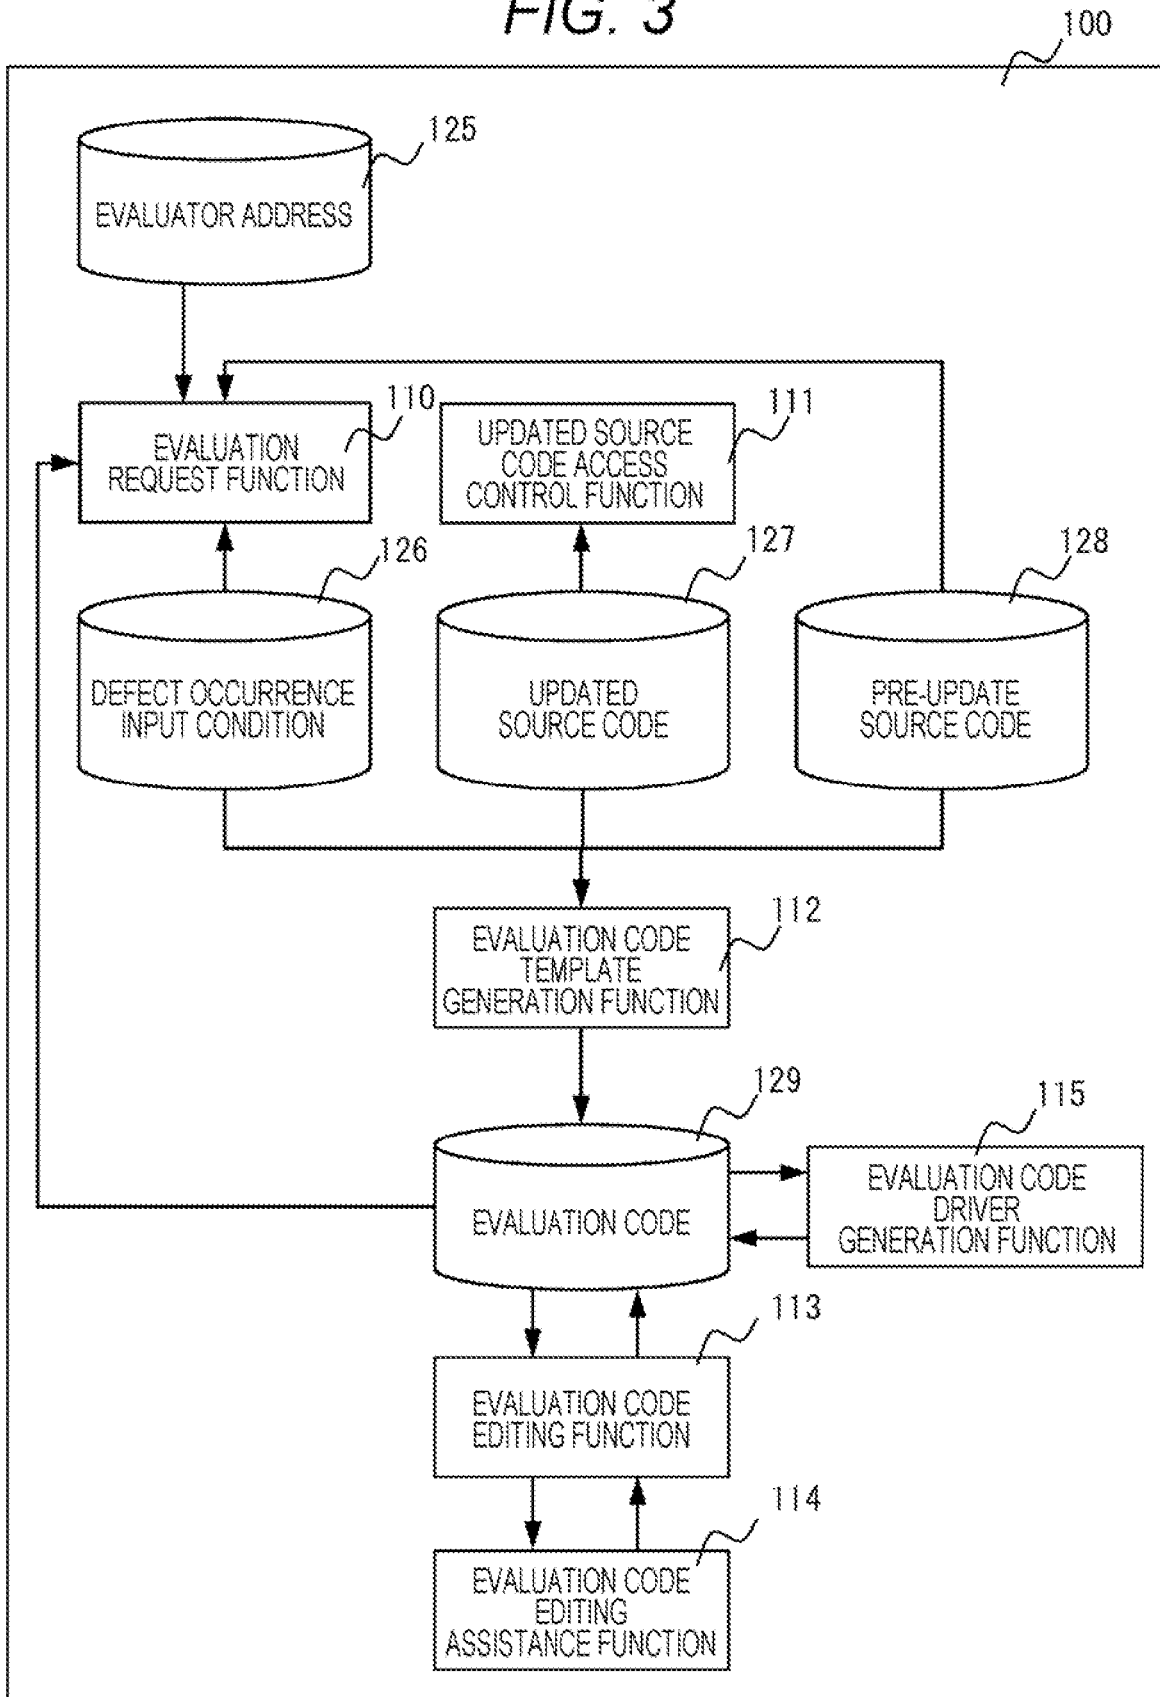 FIG. 3
100
125
EVALUATOR ADDRESS
110
EVALUATION
REQUEST FUNCTION
111
UPDATED SOURCE
CODE ACCESS
CONTROL FUNCTION
126
DEFECT OCCURRENCE
INPUT CONDITION
127
UPDATED
SOURCE CODE
128
PRE-UPDATE
SOURCE CODE
112
EVALUATION CODE
TEMPLATE
GENERATION FUNCTION
129
EVALUATION CODE
115
EVALUATION CODE
DRIVER
GENERATION FUNCTION
113
EVALUATION CODE
EDITING FUNCTION
114
EVALUATION CODE
EDITING
ASSISTANCE FUNCTION